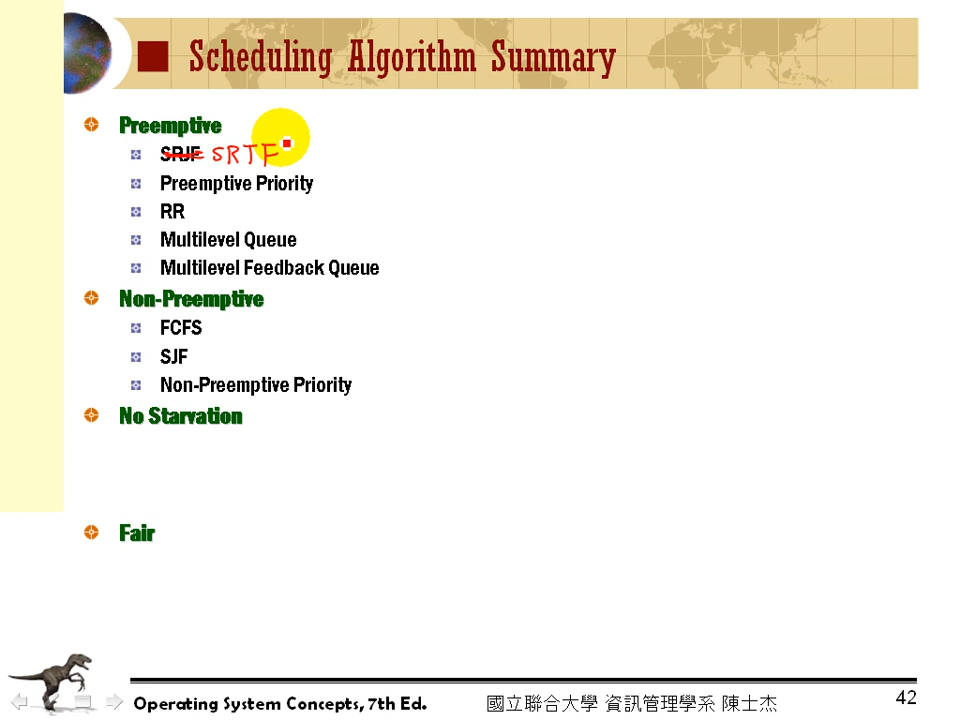 Scheduling Algorithm Summary
Preemptive
SRJF SRTF
Preemptive Priority
RR
Multilevel Queue
Multilevel Feedback Queue
Non-Preemptive
FCFS
SJF
Non-Preemptive Priority
No Starvation
Fair
Operating System Concepts, 7th Ed. 國立聯合大學 資訊管理學系 陳士杰 42